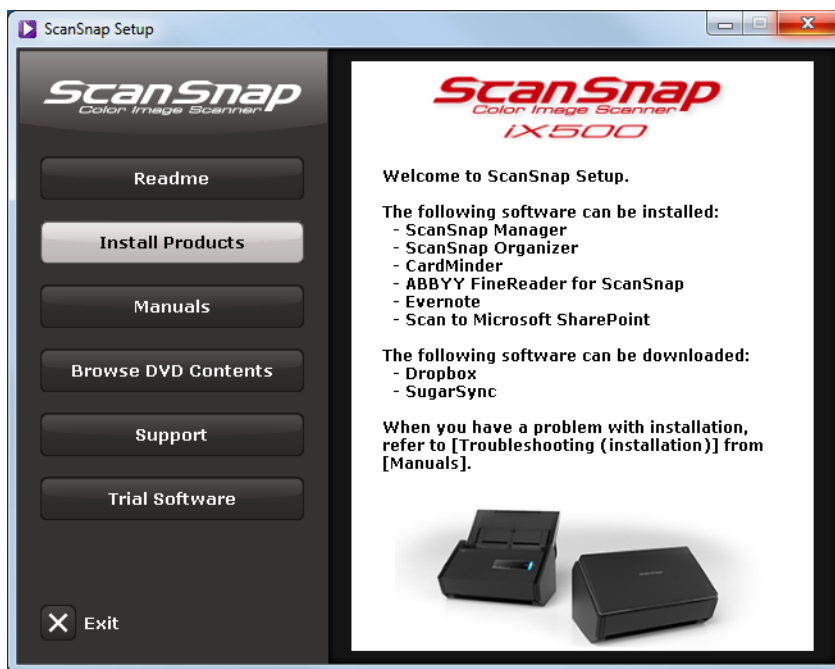 ScanSnap Setup
ScanSnap
Color Image Scanner
Readme
Install Products
Manuals
Browse DVD Contents
Support
Trial Software
Exit
ScanSnap
Color Image Scanner
iX500
Welcome to ScanSnap Setup.
The following software can be installed:
- ScanSnap Manager
- ScanSnap Organizer
- CardMinder
- ABBYY FineReader for ScanSnap
- Evernote
- Scan to Microsoft SharePoint
The following software can be downloaded:
- Dropbox
- SugarSync
When you have a problem with installation,
refer to [Troubleshooting (installation)] from
[Manuals].